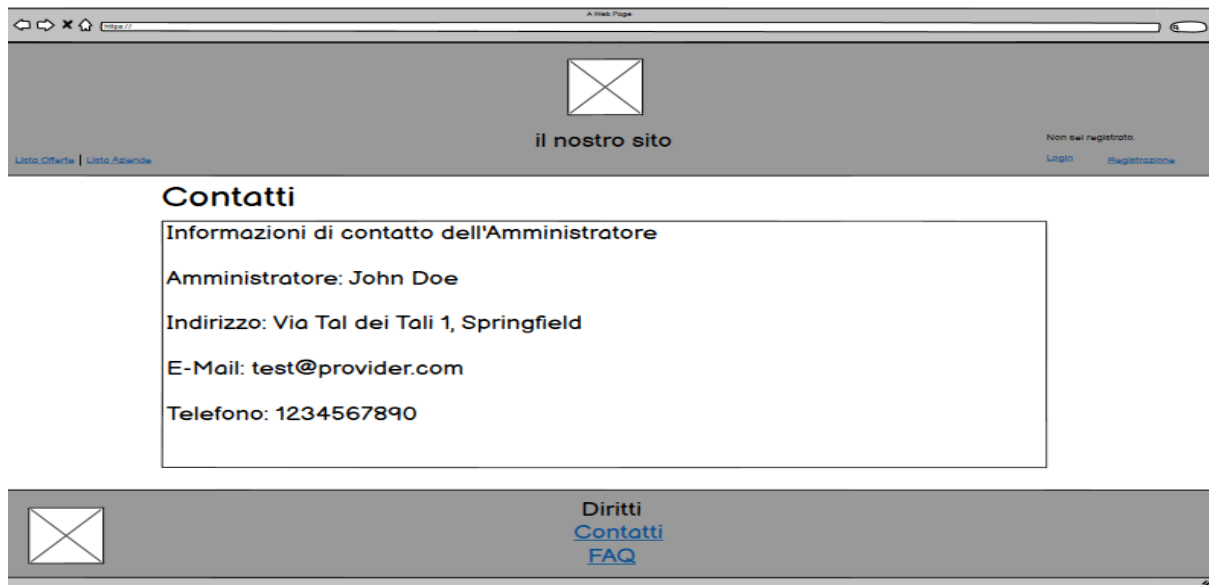 A Web Page
https://
il nostro sito
Non sei registrato.
Lista Offerte | Lista Aziende
Login Registrazione
Contatti
Informazioni di contatto dell'Amministratore
Amministratore: John Doe
Indirizzo: Via Tal dei Tali 1, Springfield
E-Mail: test@provider.com
Telefono: 1234567890
Diritti
Contatti
FAQ